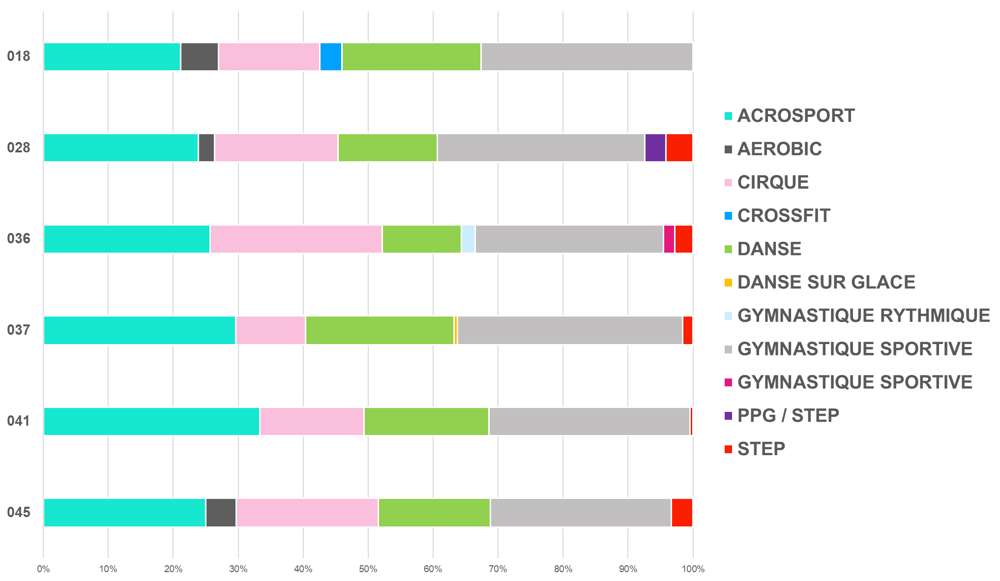 018
028
036
037
041
045
0%
10%
20%
30%
40%
50%
60%
70%
80%
90%
100%
ACROSPORT
AEROBIC
CIRQUE
CROSSFIT
DANSE
DANSE SUR GLACE
GYMNASTIQUE RYTHMIQUE
GYMNASTIQUE SPORTIVE
GYMNASTIQUE SPORTIVE
PPG / STEP
STEP